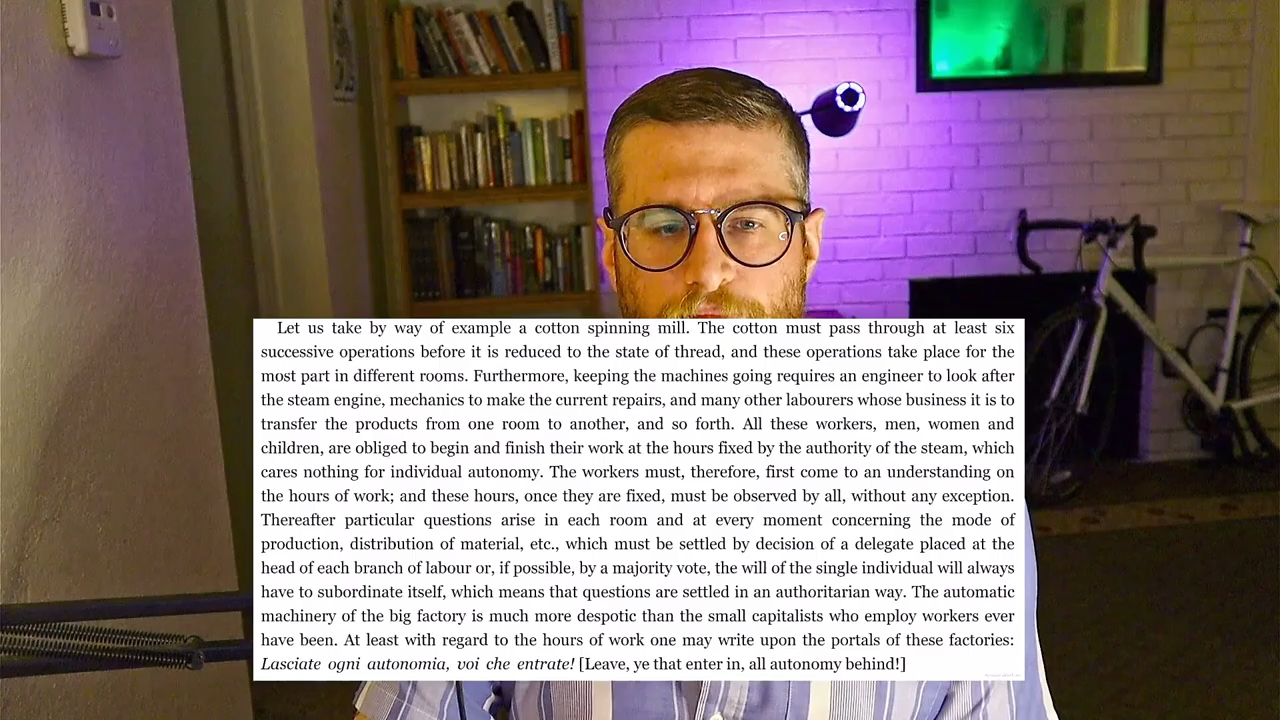 Let us take by way of example a cotton spinning mill. The cotton must pass through at least six
successive operations before it is reduced to the state of thread, and these operations take place for the
most part in different rooms. Furthermore, keeping the machines going requires an engineer to look after
the steam engine, mechanics to make the current repairs, and many other labourers whose business it is to
transfer the products from one room to another, and so forth. All these workers, men, women and
children, are obliged to begin and finish their work at the hours fixed by the authority of the steam, which
cares nothing for individual autonomy. The workers must, therefore, first come to an understanding on
the hours of work; and these hours, once they are fixed, must be observed by all, without any exception.
Thereafter particular questions arise in each room and at every moment concerning the mode of
production, distribution of material, etc., which must be settled by decision of a delegate placed at the
head of each branch of labour or, if possible, by a majority vote, the will of the single individual will always
have to subordinate itself, which means that questions are settled in an authoritarian way. The automatic
machinery of the big factory is much more despotic than the small capitalists who employ workers ever
have been. At least with regard to the hours of work one may write upon the portals of these factories:
Lasciate ogni autonomia, voi che entrate! [Leave, ye that enter in, all autonomy behind!]